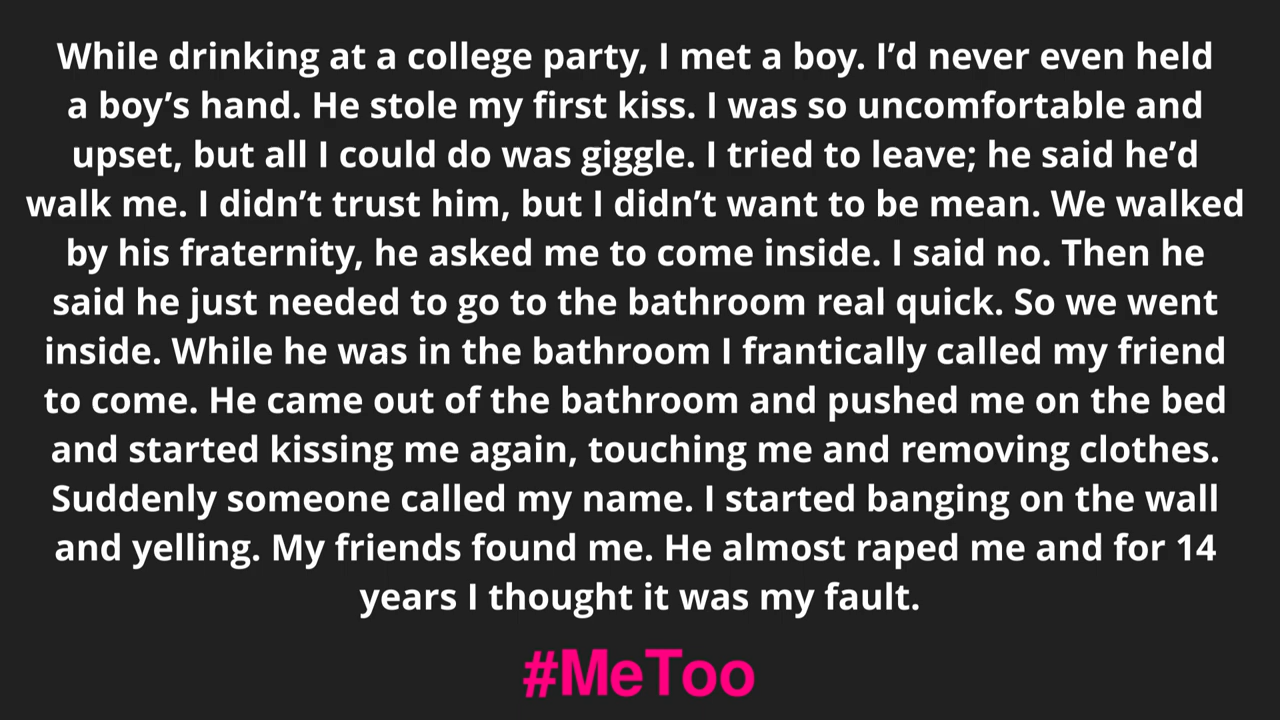 While drinking at a college party, I met a boy. I’d never even held
a boy’s hand. He stole my first kiss. I was so uncomfortable and
upset, but all I could do was giggle. I tried to leave; he said he’d
walk me. I didn’t trust him, but I didn’t want to be mean. We walked
by his fraternity, he asked me to come inside. I said no. Then he
said he just needed to go to the bathroom real quick. So we went
inside. While he was in the bathroom I frantically called my friend
to come. He came out of the bathroom and pushed me on the bed
and started kissing me again, touching me and removing clothes.
Suddenly someone called my name. I started banging on the wall
and yelling. My friends found me. He almost raped me and for 14
years I thought it was my fault.
#MeToo